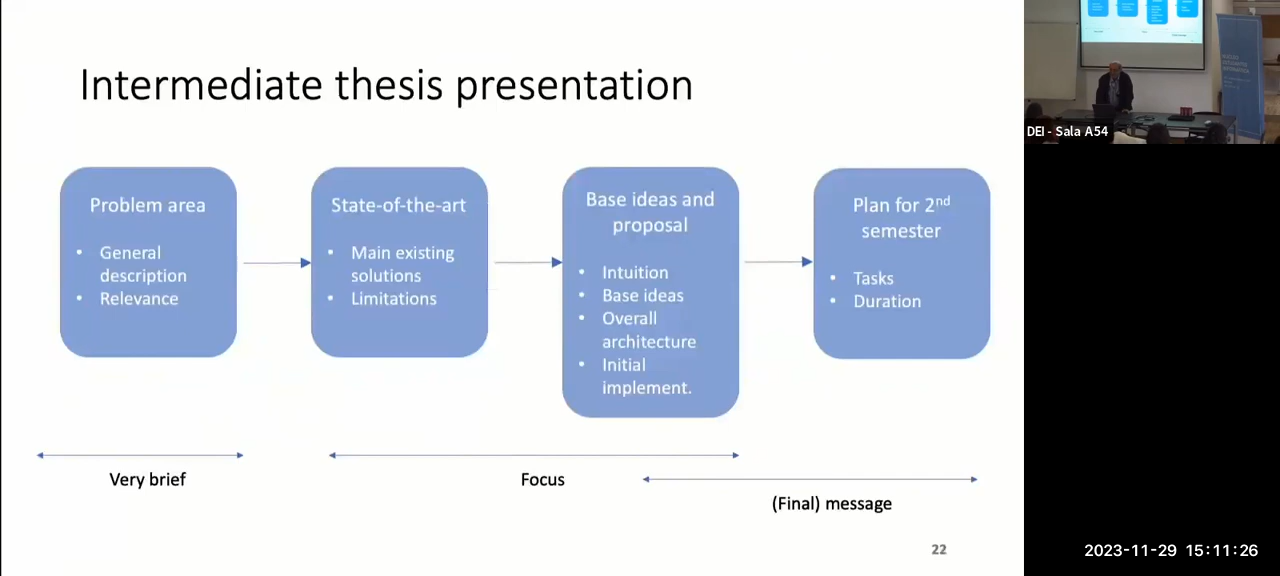 Intermediate thesis presentation
Problem area
• General
description
• Relevance
State-of-the-art
• Main existing
solutions
• Limitations
Base ideas and
proposal
• Intuition
• Base ideas
• Overall
architecture
• Initial
implement.
Plan for 2nd
semester
• Tasks
• Duration
Very brief
Focus
(Final) message
22
DEI - Sala A54
2023-11-29 15:11:26